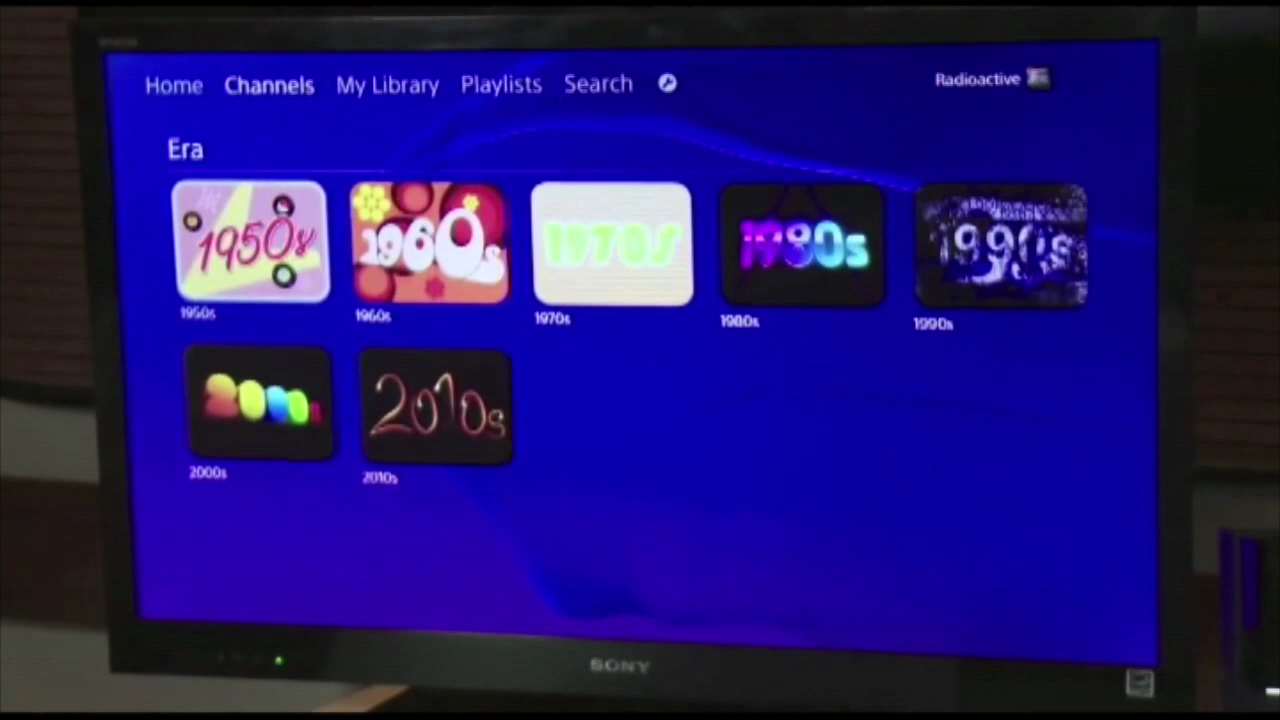 Home Channels My Library Playlists Search Radioactive
Era
1950s 1960s 1970s 1980s 1990s
1950s 1960s 1970s 1980s 1990s
2000s 2010s
2000s 2010s
SONY